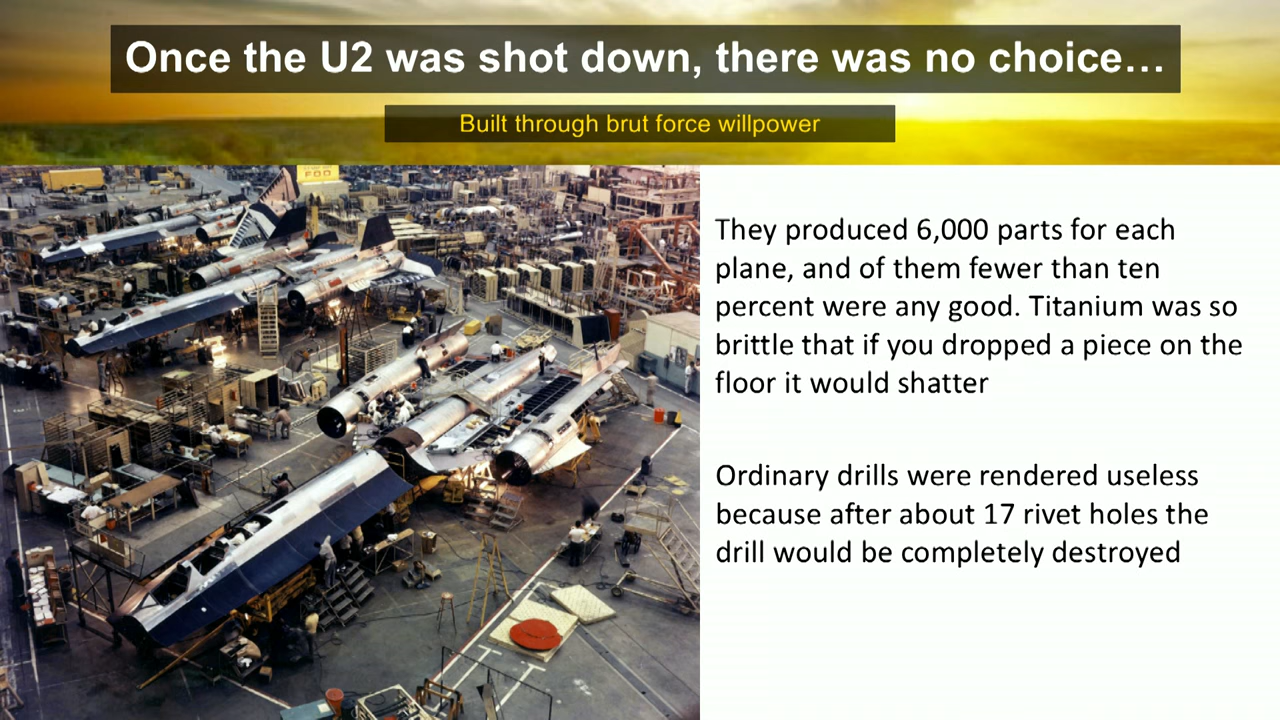 Once the U2 was shot down, there was no choice…
Built through brut force willpower
FOD
They produced 6,000 parts for each
plane, and of them fewer than ten
percent were any good. Titanium was so
brittle that if you dropped a piece on the
floor it would shatter
Ordinary drills were rendered useless
because after about 17 rivet holes the
drill would be completely destroyed